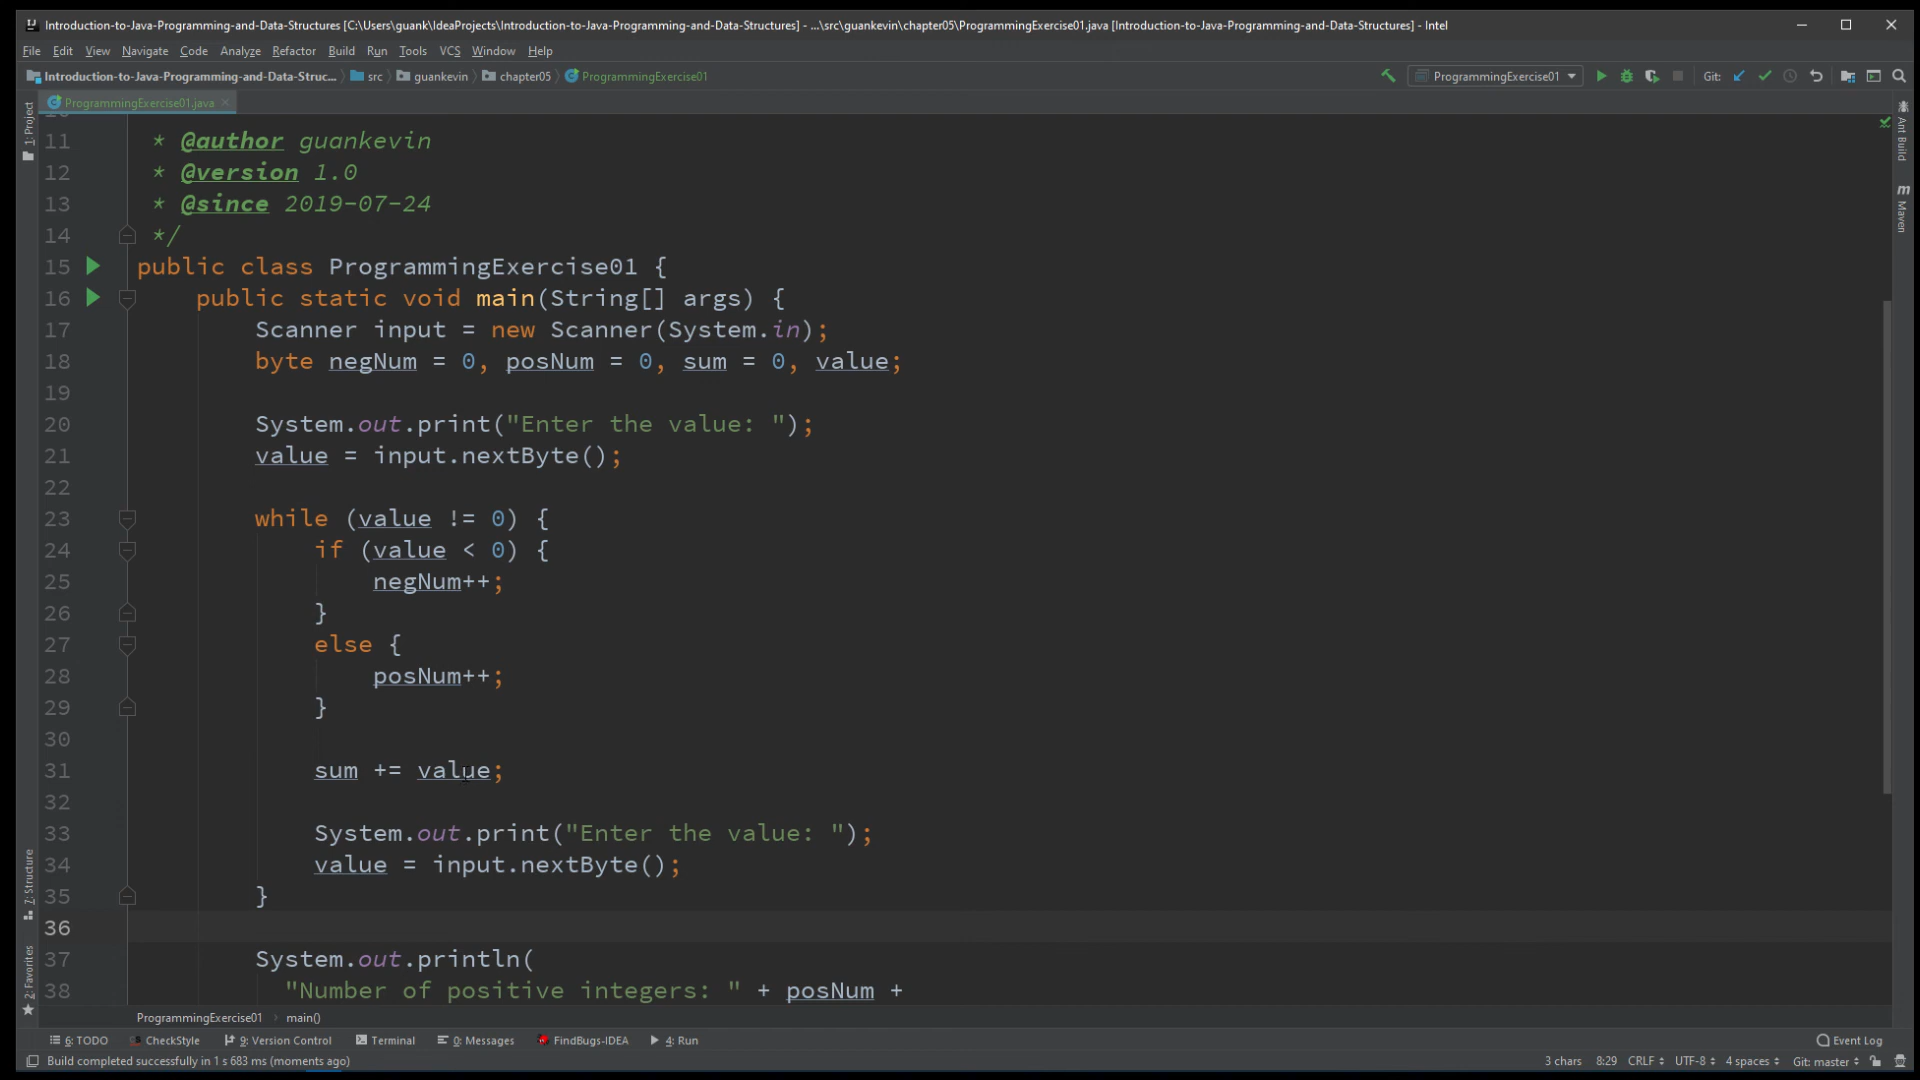 Introduction-to-Java-Programming-and-Data-Structures [C:\Users\guank\IdeaProjects\Introduction-to-Java-Programming-and-Data-Structures] - ...\src\guankevin\chapter05\ProgrammingExercise01.java [Introduction-to-Java-Programming-and-Data-Structures] - Intel
File Edit View Navigate Code Analyze Refactor Build Run Tools VCS Window Help
Introduction-to-Java-Programming-and-Data-Struc... src guankevin chapter05 ProgrammingExercise01 ProgrammingExercise01 Git:
ProgrammingExercise01.java
1: Project
Ant Build
Maven
11 * @author guankevin
12 * @version 1.0
13 * @since 2019-07-24
14 */
15 public class ProgrammingExercise01 {
16 public static void main(String[] args) {
17 Scanner input = new Scanner(System.in);
18 byte negNum = 0, posNum = 0, sum = 0, value;
19
20 System.out.print("Enter the value: ");
21 value = input.nextByte();
22
23 while (value != 0) {
24 if (value < 0) {
25 negNum++;
26 }
27 else {
28 posNum++;
29 }
30
31 sum += value;
32
33 System.out.print("Enter the value: ");
34 value = input.nextByte();
35 }
36
37 System.out.println(
38 "Number of positive integers: " + posNum +
7: Structure
2: Favorites
ProgrammingExercise01 main()
6: TODO CheckStyle 9: Version Control Terminal 0: Messages FindBugs-IDEA 4: Run Event Log
Build completed successfully in 1 s 683 ms (moments ago) 3 chars 8:29 CRLF UTF-8 4 spaces Git: master